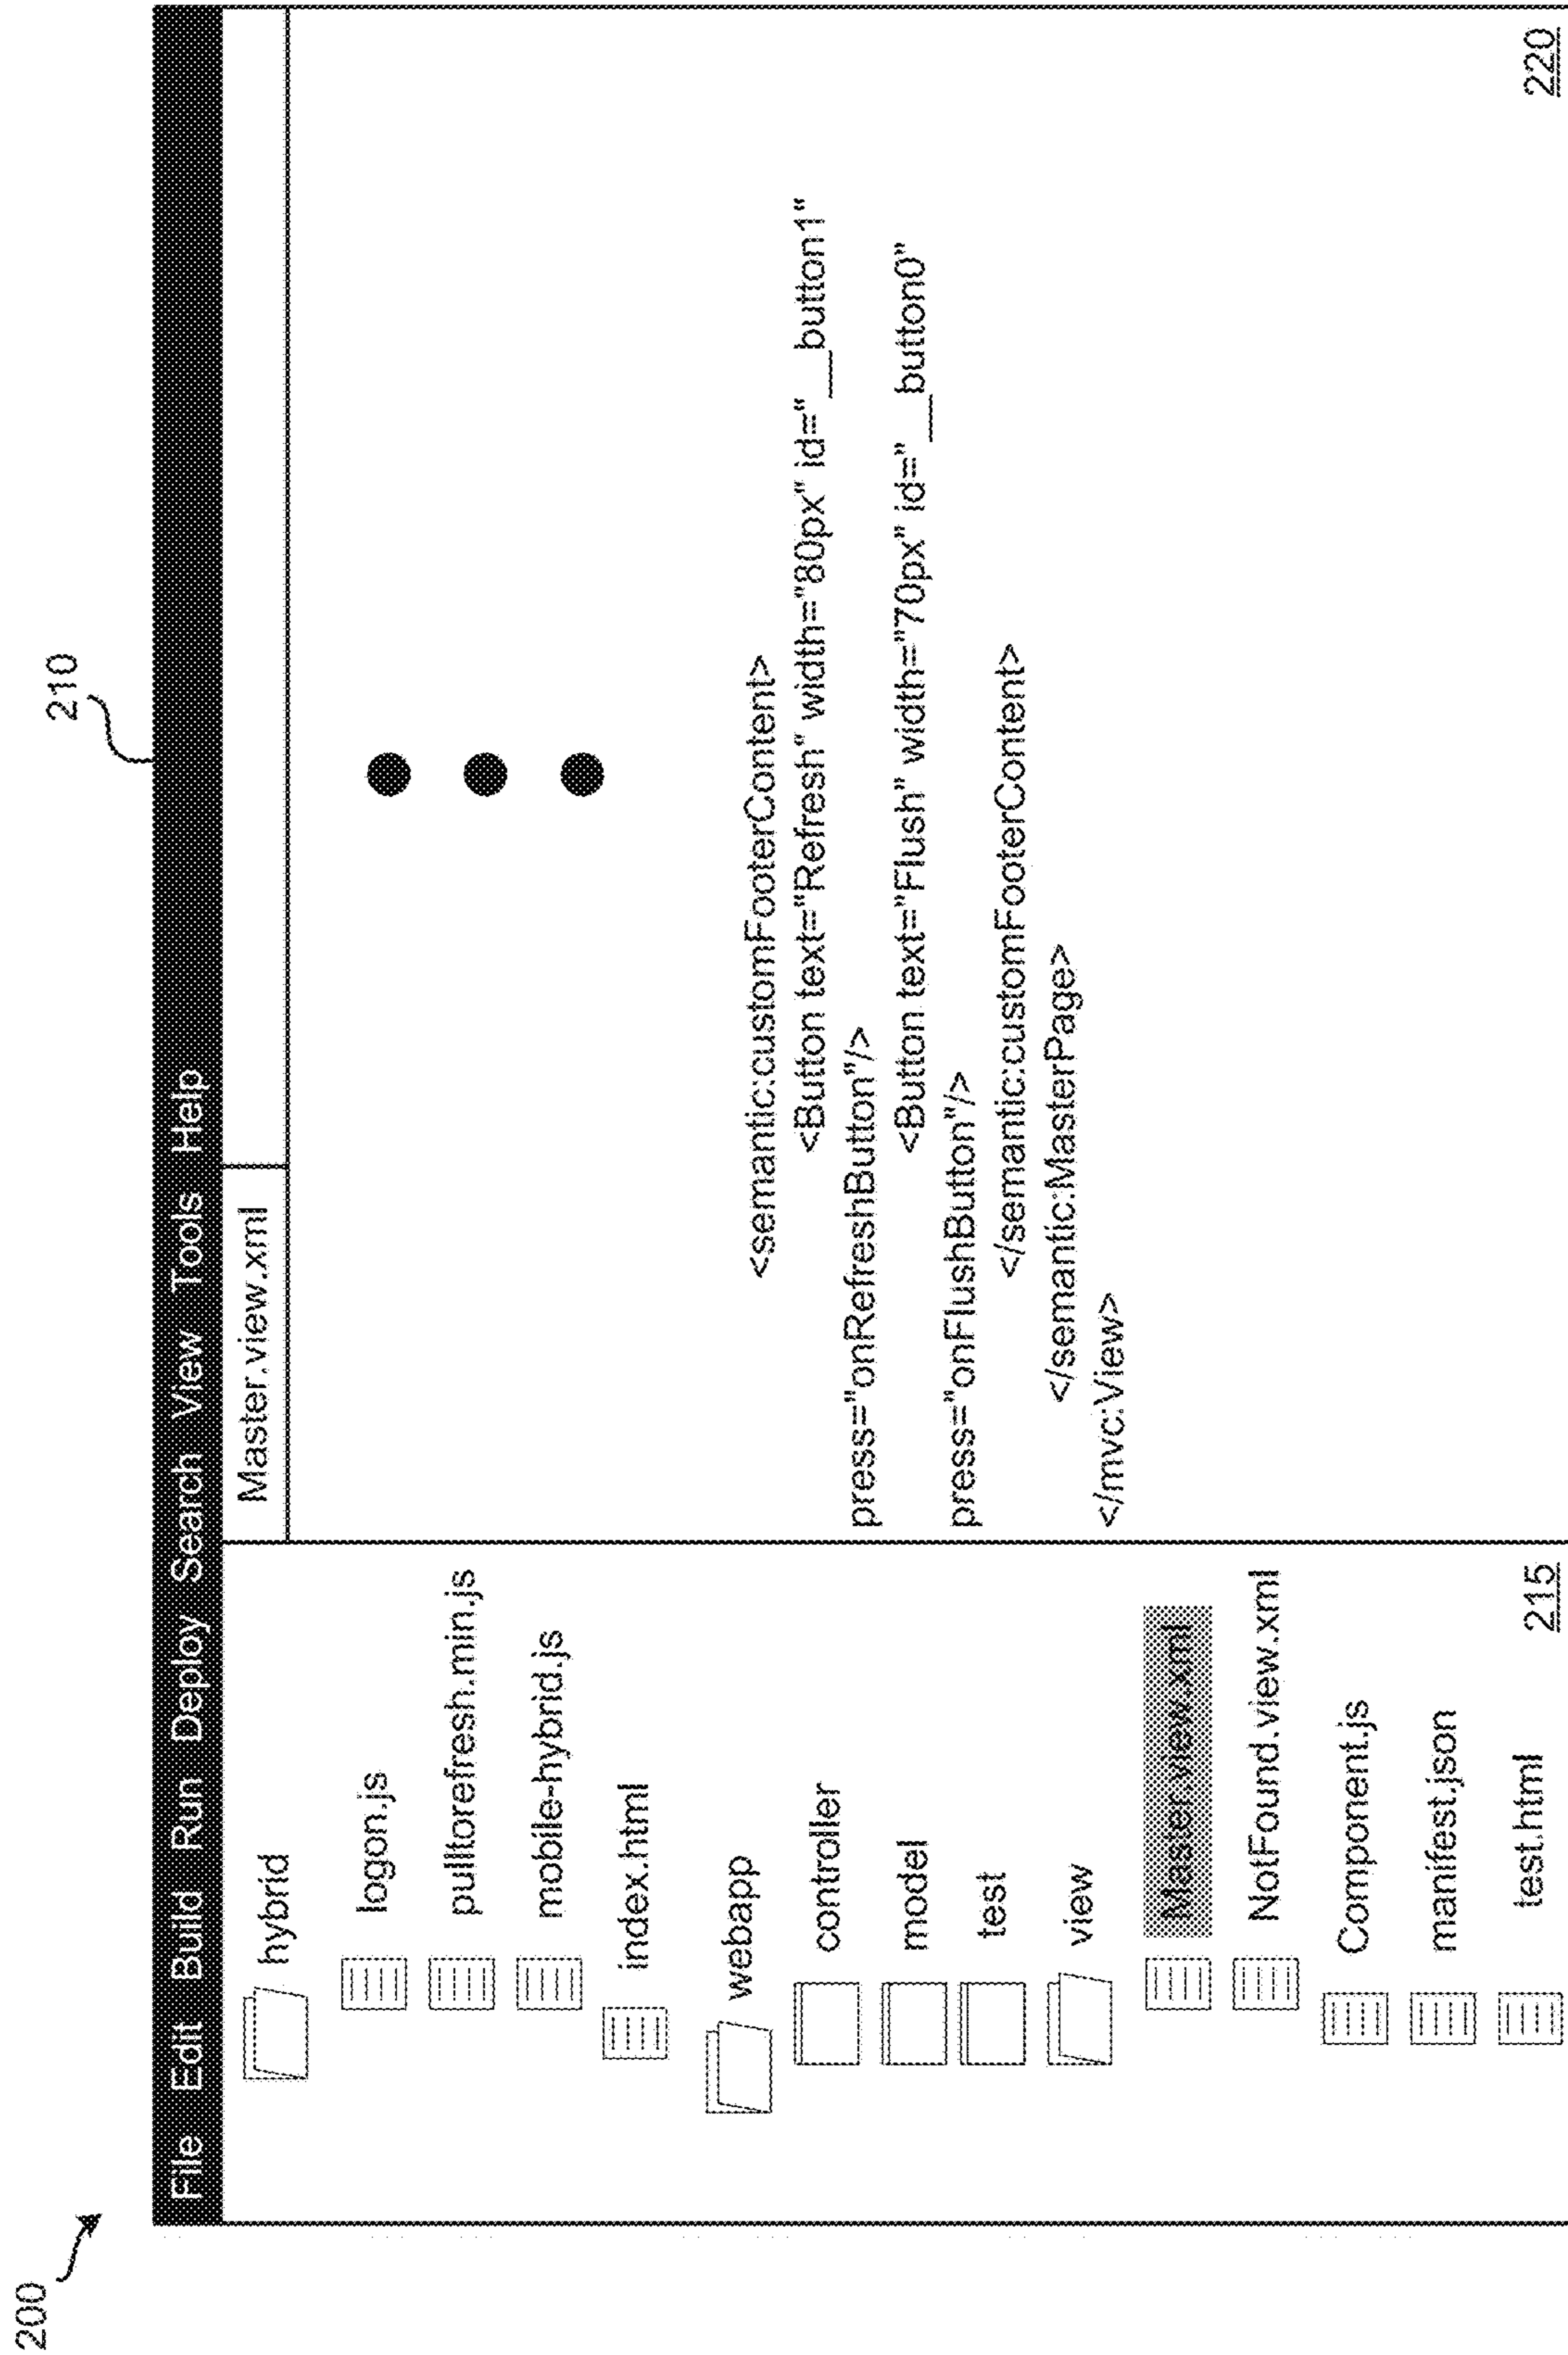 200
210
File Edit Build Run Deploy Search View Tools Help
hybrid
logon.js
pulltorefresh.min.js
mobile-hybrid.js
index.html
webapp
controller
model
test
view
Master.view.xml
NotFound.view.xml
Component.js
manifest.json
test.html
215
Master.view.xml
<semantic:customFooterContent>
<Button text="Refresh" width="80px" id="__button1"
press="onRefreshButton"/>
<Button text="Flush" width="70px" id="__button0"
press="onFlushButton"/>
</semantic:customFooterContent>
</semantic:MasterPage>
</mvc:View>
220